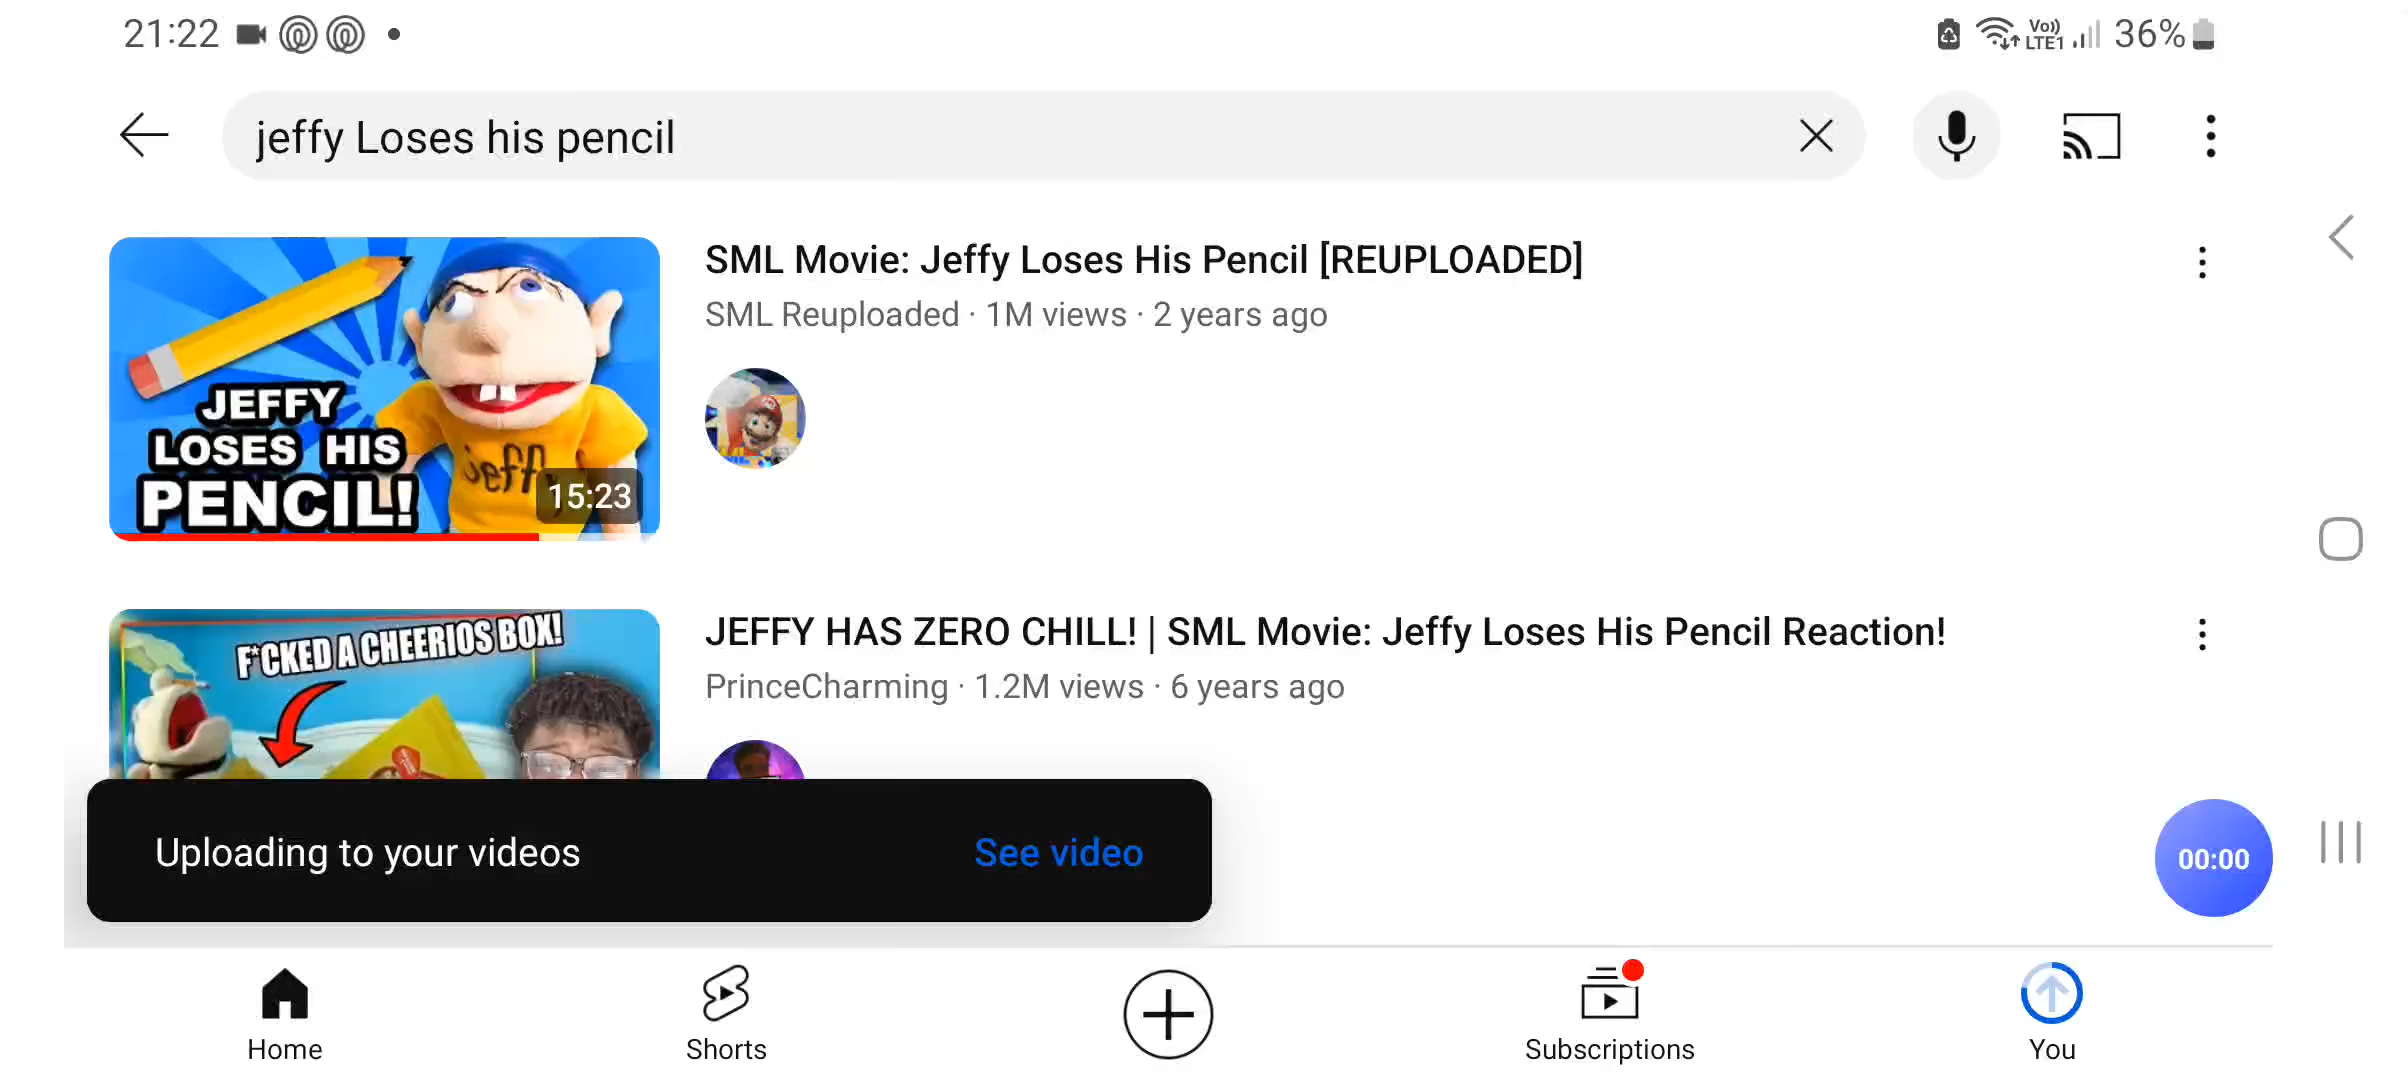 21:22
Vo))
LTE1
36%
jeffy Loses his pencil
SML Movie: Jeffy Loses His Pencil [REUPLOADED]
SML Reuploaded · 1M views · 2 years ago
JEFFY
LOSES HIS
PENCIL!
jeffy
15:23
JEFFY HAS ZERO CHILL! | SML Movie: Jeffy Loses His Pencil Reaction!
PrinceCharming · 1.2M views · 6 years ago
F*CKED A CHEERIOS BOX!
Uploading to your videos
See video
00:00
Home
Shorts
Subscriptions
You